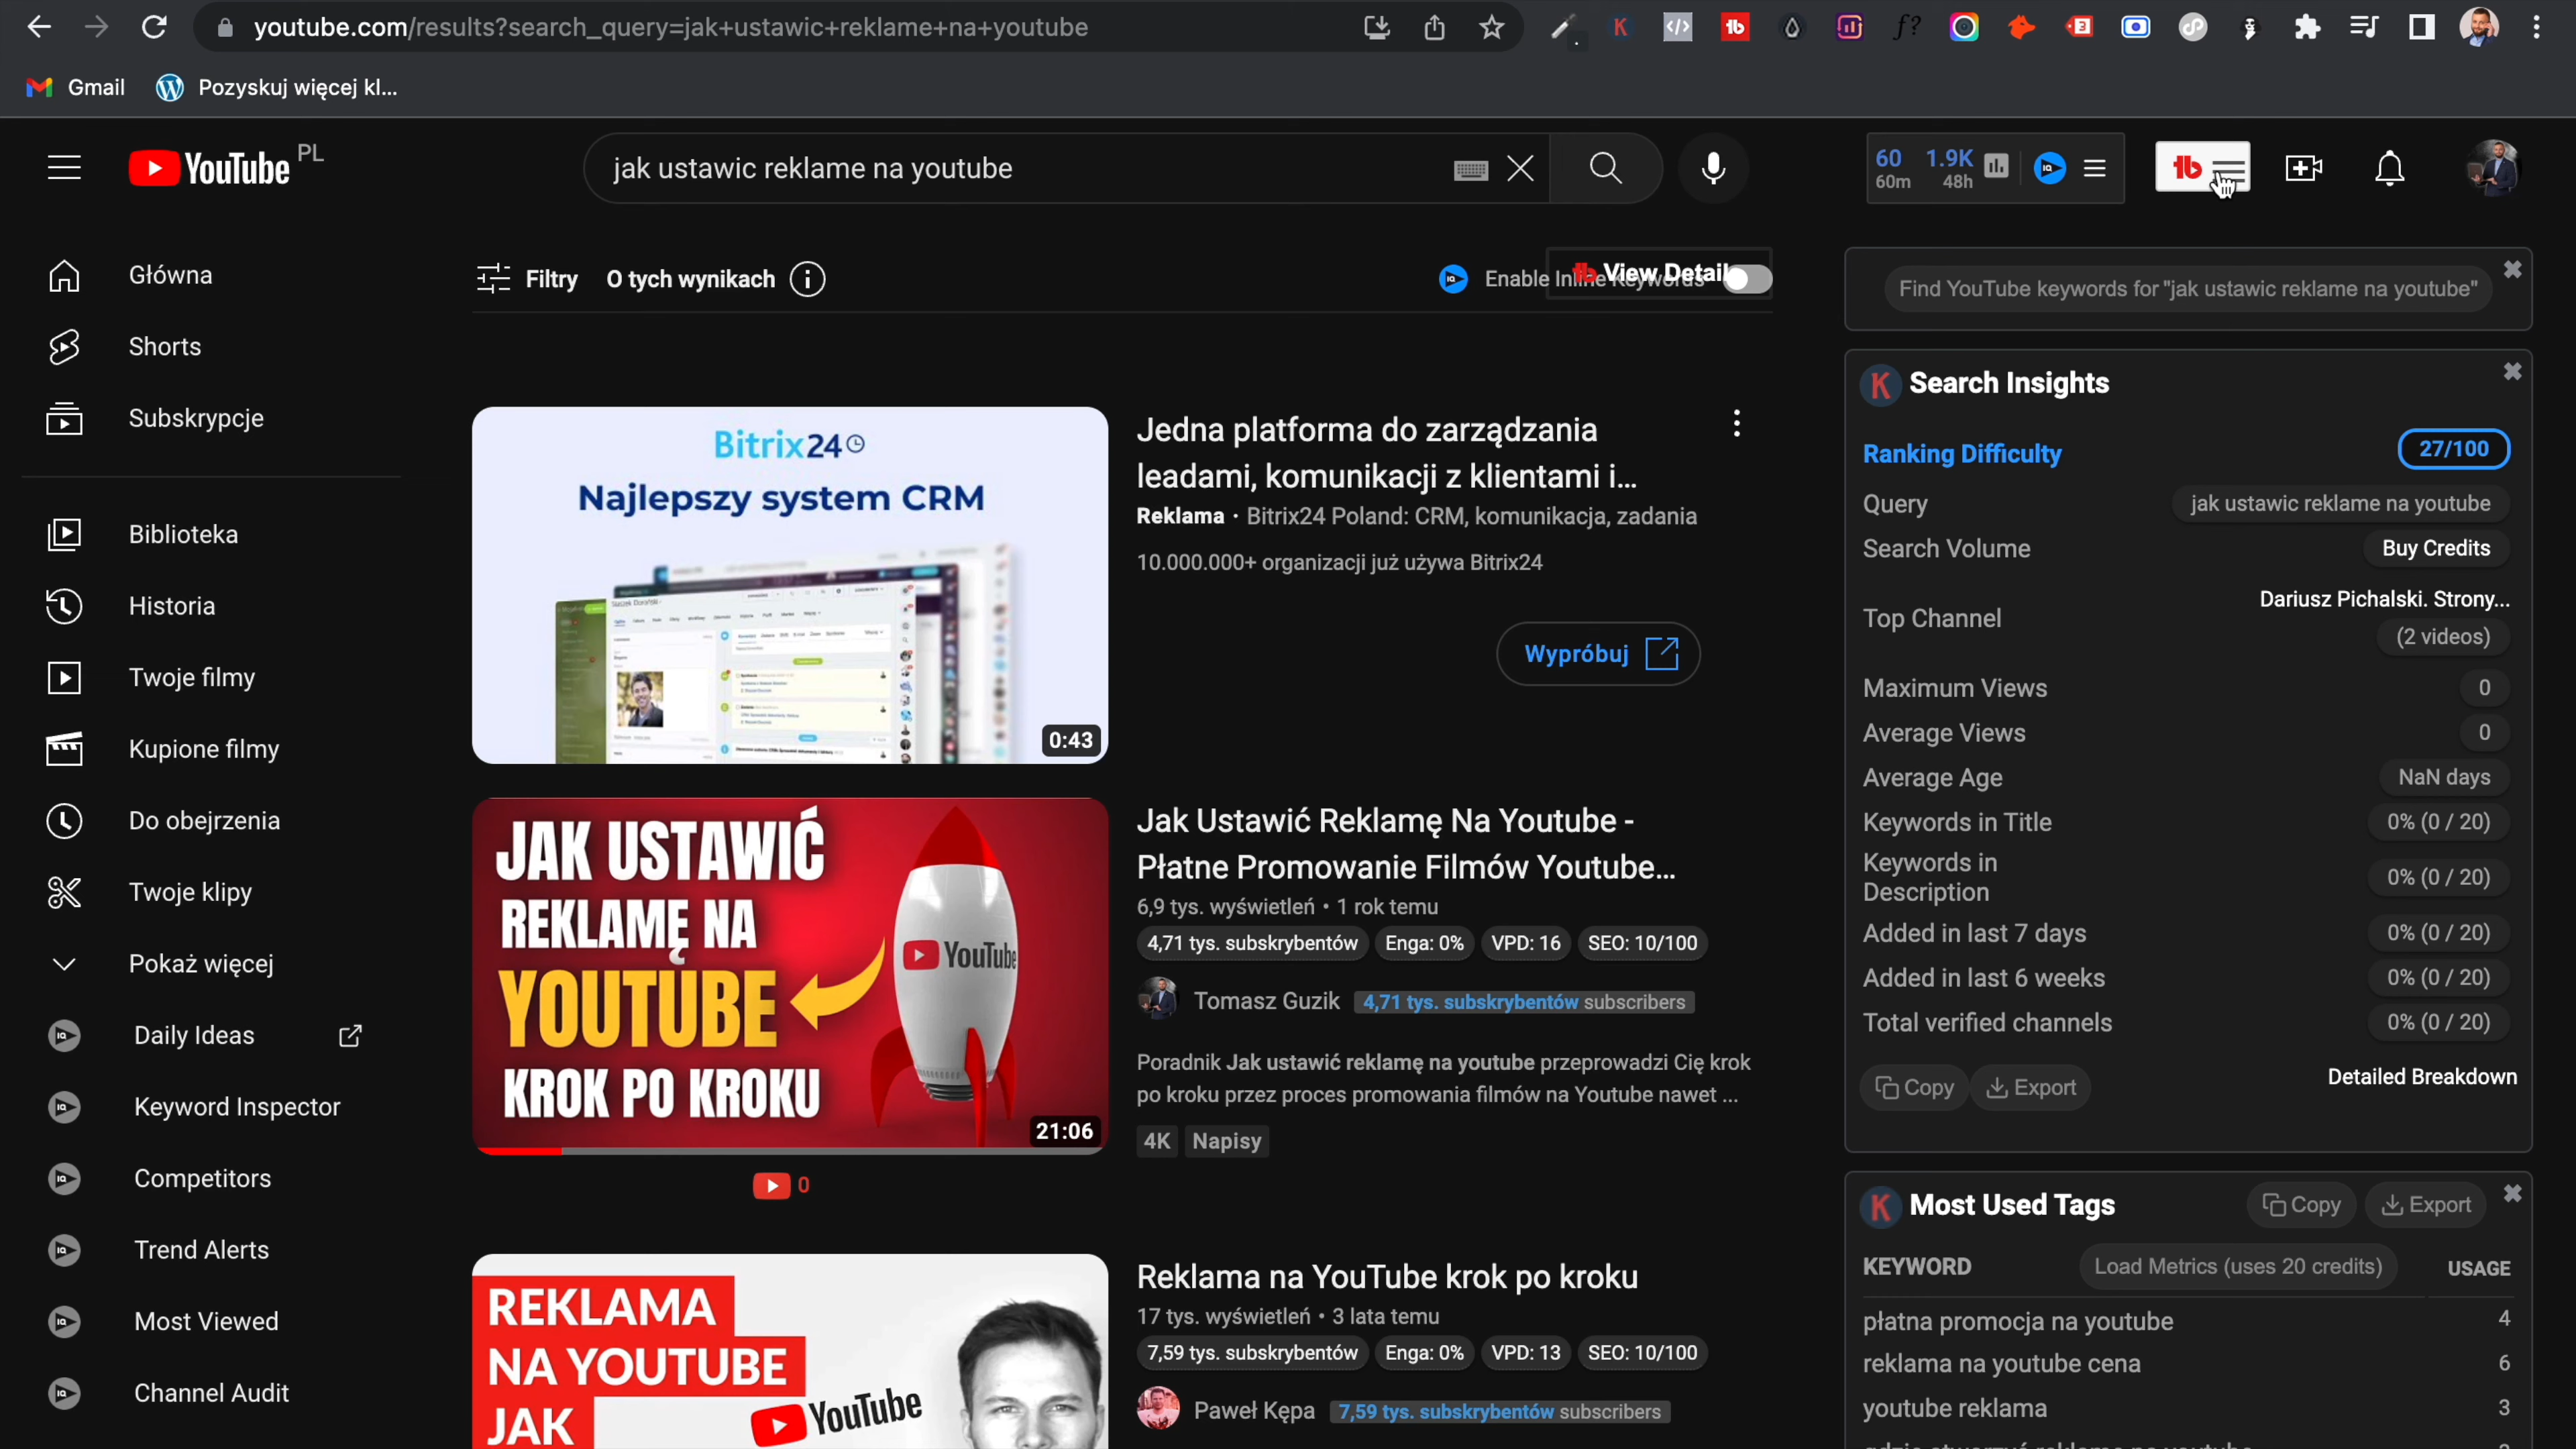 youtube.com/results?search_query=jak+ustawic+reklame+na+youtube
Gmail
Pozyskuj więcej kl...
YouTube PL
jak ustawic reklame na youtube
60 1.9K
60m 48h
Główna
Shorts
Subskrypcje
Biblioteka
Historia
Twoje filmy
Kupione filmy
Do obejrzenia
Twoje klipy
Pokaż więcej
Daily Ideas
Keyword Inspector
Competitors
Trend Alerts
Most Viewed
Channel Audit
Filtry
O tych wynikach
Enable Inline Keywords
View Detail
Bitrix24
Najlepszy system CRM
0:43
Jedna platforma do zarządzania
leadami, komunikacji z klientami i...
Reklama • Bitrix24 Poland: CRM, komunikacja, zadania
10.000.000+ organizacji już używa Bitrix24
Wypróbuj
JAK USTAWIĆ
REKLAMĘ NA
YOUTUBE
KROK PO KROKU
YouTube
21:06
0
Jak Ustawić Reklamę Na Youtube -
Płatne Promowanie Filmów Youtube...
6,9 tys. wyświetleń • 1 rok temu
4,71 tys. subskrybentów Enga: 0% VPD: 16 SEO: 10/100
Tomasz Guzik 4,71 tys. subskrybentów subscribers
Poradnik Jak ustawić reklamę na youtube przeprowadzi Cię krok
po kroku przez proces promowania filmów na Youtube nawet ...
4K Napisy
REKLAMA
NA YOUTUBE
JAK
YouTube
Reklama na YouTube krok po kroku
17 tys. wyświetleń • 3 lata temu
7,59 tys. subskrybentów Enga: 0% VPD: 13 SEO: 10/100
Paweł Kępa 7,59 tys. subskrybentów subscribers
Find YouTube keywords for "jak ustawic reklame na youtube"
Search Insights
Ranking Difficulty 27/100
Query jak ustawic reklame na youtube
Search Volume Buy Credits
Top Channel Dariusz Pichalski. Strony...
(2 videos)
Maximum Views 0
Average Views 0
Average Age NaN days
Keywords in Title 0% (0 / 20)
Keywords in
Description 0% (0 / 20)
Added in last 7 days 0% (0 / 20)
Added in last 6 weeks 0% (0 / 20)
Total verified channels 0% (0 / 20)
Copy Export Detailed Breakdown
Most Used Tags Copy Export
KEYWORD Load Metrics (uses 20 credits) USAGE
płatna promocja na youtube 4
reklama na youtube cena 6
youtube reklama 3